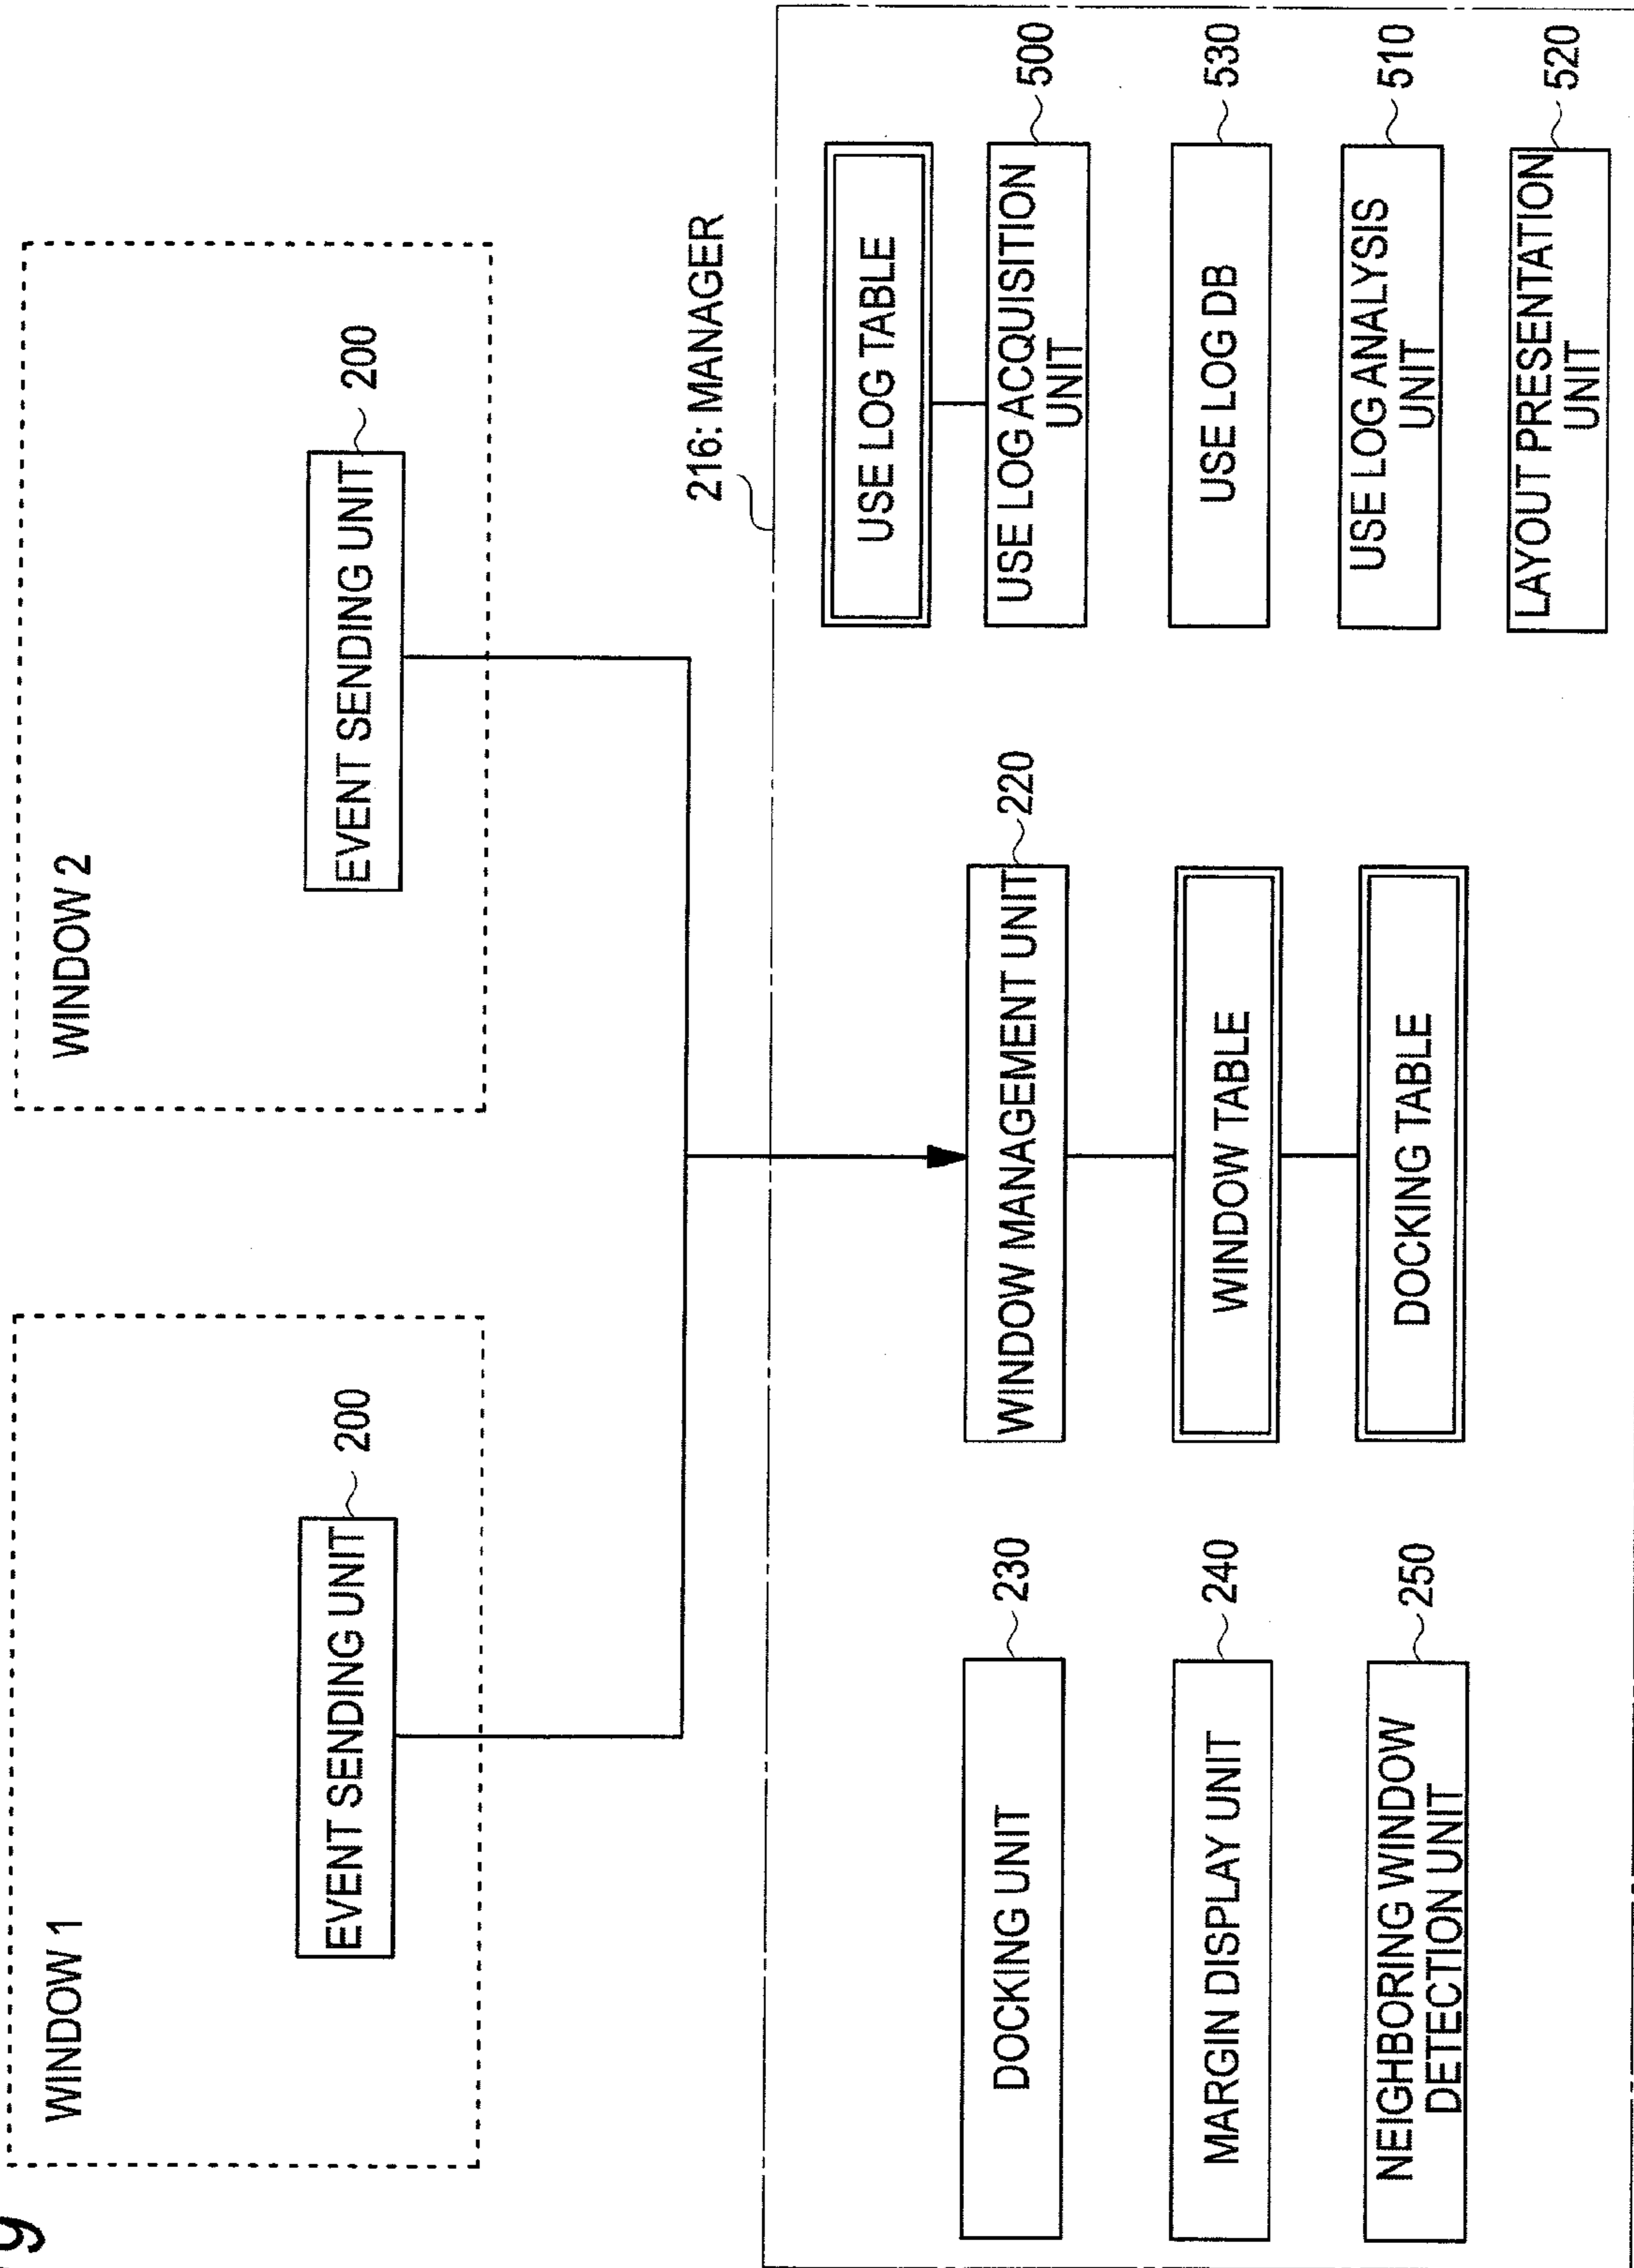 WINDOW 1
EVENT SENDING UNIT
200
WINDOW 2
EVENT SENDING UNIT
200
216: MANAGER
DOCKING UNIT
230
MARGIN DISPLAY UNIT
240
NEIGHBORING WINDOW
DETECTION UNIT
250
WINDOW MANAGEMENT UNIT
220
WINDOW TABLE
DOCKING TABLE
USE LOG TABLE
USE LOG ACQUISITION
UNIT
500
USE LOG DB
530
USE LOG ANALYSIS
UNIT
510
LAYOUT PRESENTATION
UNIT
520